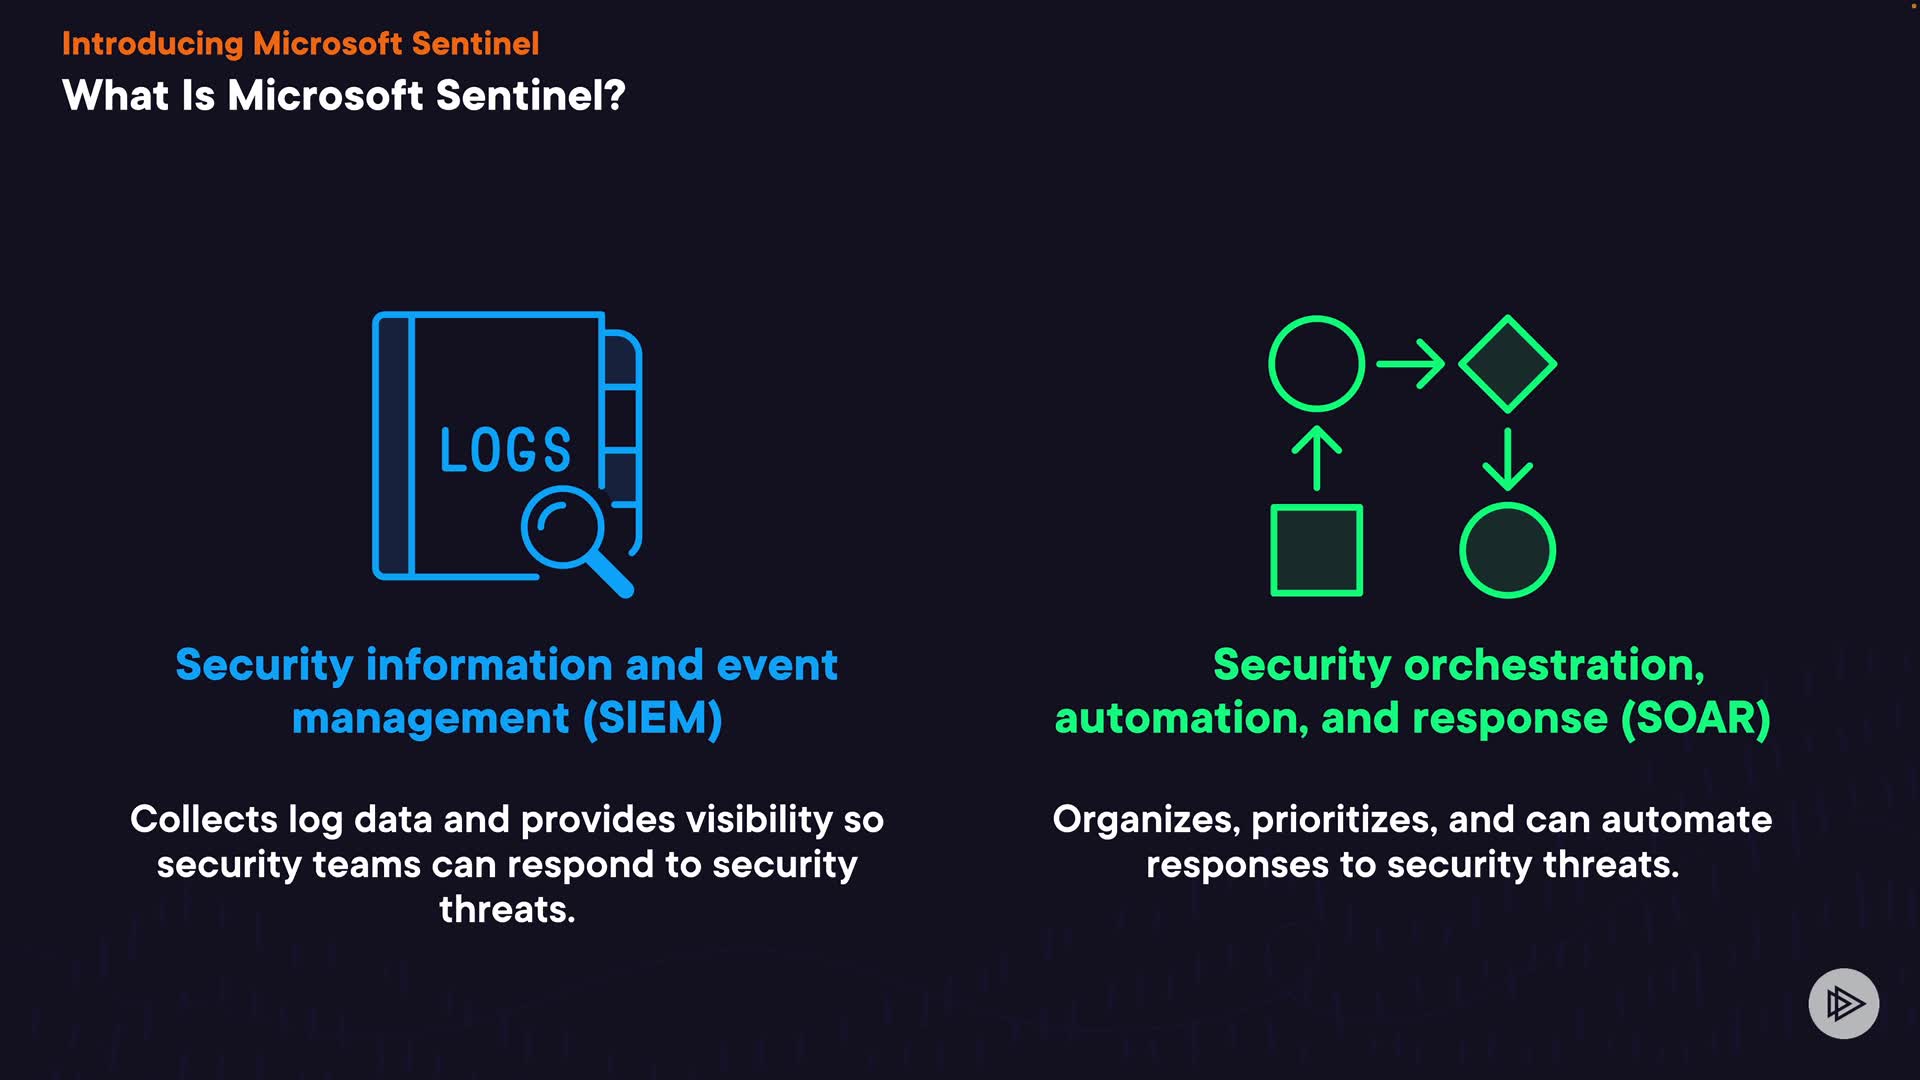 Introducing Microsoft Sentinel
What Is Microsoft Sentinel?
LOGS
Security information and event
management (SIEM)
Collects log data and provides visibility so
security teams can respond to security
threats.
Security orchestration,
automation, and response (SOAR)
Organizes, prioritizes, and can automate
responses to security threats.